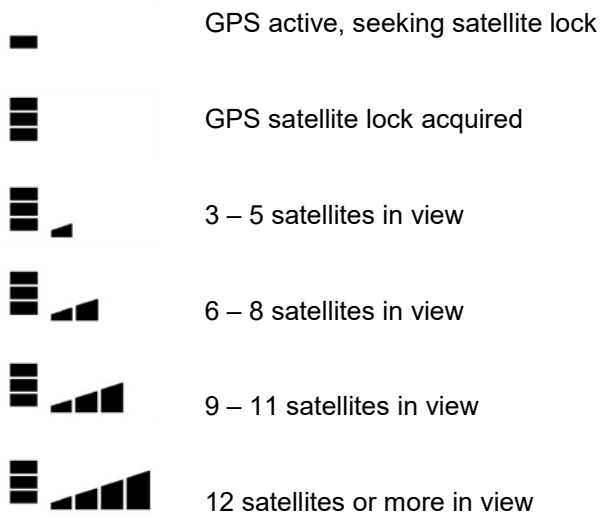 GPS active, seeking satellite lock
GPS satellite lock acquired
3 – 5 satellites in view
6 – 8 satellites in view
9 – 11 satellites in view
12 satellites or more in view